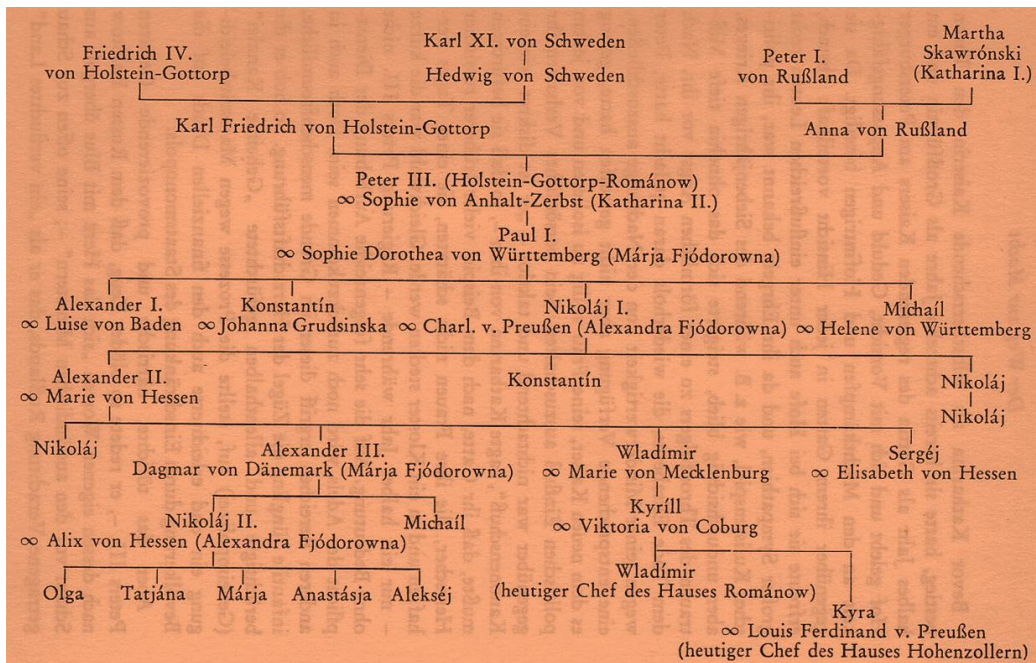 Friedrich IV.
von Holstein-Gottorp
Karl XI. von Schweden
Hedwig von Schweden
Peter I.
von Rußland
Martha
Skawrónski
(Katharina I.)
Karl Friedrich von Holstein-Gottorp
Anna von Rußland
Peter III. (Holstein-Gottorp-Románow)
∞ Sophie von Anhalt-Zerbst (Katharina II.)
Paul I.
∞ Sophie Dorothea von Württemberg (Márja Fjódorowna)
Alexander I.
∞ Luise von Baden
Konstantín
∞ Johanna Grudsinska
Nikoláj I.
∞ Charl. v. Preußen (Alexandra Fjódorowna)
Michaíl
∞ Helene von Württemberg
Alexander II.
∞ Marie von Hessen
Konstantín
Nikoláj
Nikoláj
Nikoláj
Alexander III.
Dagmar von Dänemark (Márja Fjódorowna)
Wladímir
∞ Marie von Mecklenburg
Sergéj
∞ Elisabeth von Hessen
Nikoláj II.
∞ Alix von Hessen (Alexandra Fjódorowna)
Michaíl
Kyríll
∞ Viktoria von Coburg
Olga
Tatjána
Márja
Anastásja
Alekséj
Wladímir
(heutiger Chef des Hauses Románow)
Kyra
∞ Louis Ferdinand v. Preußen
(heutiger Chef des Hauses Hohenzollern)